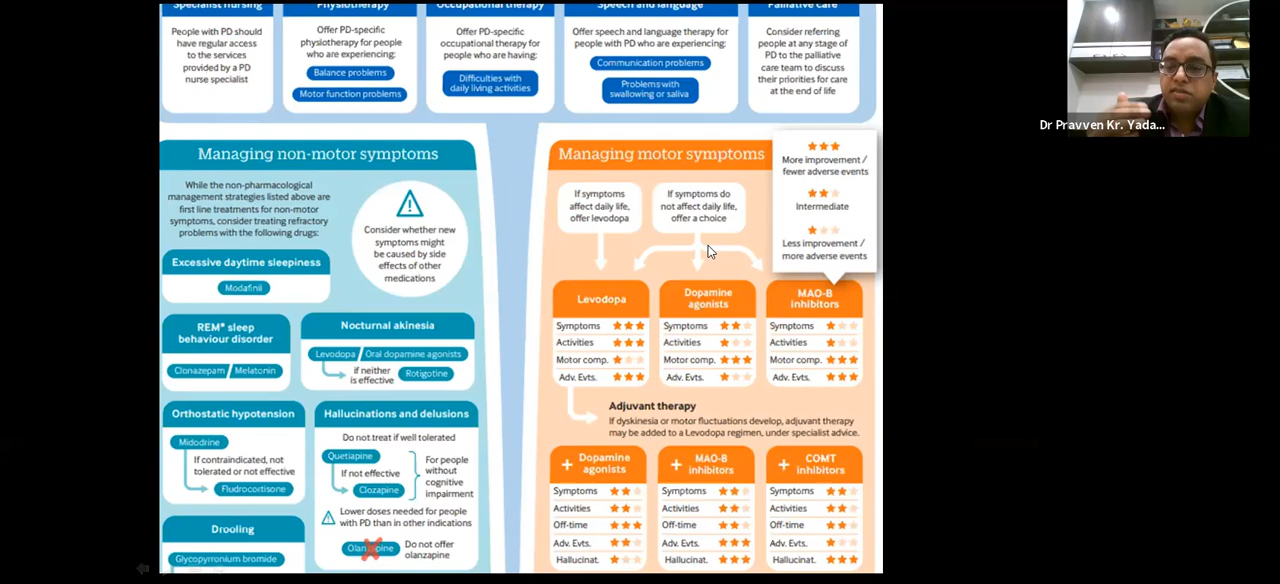 Specialist nursing
People with PD should
have regular access
to the services
provided by a PD
nurse specialist
Physiotherapy
Offer PD-specific
physiotherapy for people
who are experiencing:
Balance problems
Motor function problems
Occupational therapy
Offer PD-specific
occupational therapy for
people who are having:
Difficulties with
daily living activities
Speech and language
Offer speech and language therapy for
people with PD who are experiencing:
Communication problems
Problems with
swallowing or saliva
Palliative care
Consider referring
people at any stage of
PD to the palliative
care team to discuss
their priorities for care
at the end of life
Dr Pravven Kr. Yada...
Managing non-motor symptoms
While the non-pharmacological
management strategies listed above are
first line treatments for non-motor
symptoms, consider treating refractory
problems with the following drugs:
Consider whether new
symptoms might
be caused by side
effects of other
medications
Excessive daytime sleepiness
Modafinil
REM* sleep
behaviour disorder
Clonazepam / Melatonin
Nocturnal akinesia
Levodopa / Oral dopamine agonists
if neither
is effective
Rotigotine
Orthostatic hypotension
Midodrine
If contraindicated, not
tolerated or not effective
Fludrocortisone
Hallucinations and delusions
Do not treat if well tolerated
Quetiapine
If not effective
Clozapine
For people
without
cognitive
impairment
Lower doses needed for people
with PD than in other indications
Olanzapine
Do not offer
olanzapine
Drooling
Glycopyrronium bromide
Managing motor symptoms
If symptoms
affect daily life,
offer levodopa
If symptoms do
not affect daily life,
offer a choice
More improvement /
fewer adverse events
Intermediate
Less improvement /
more adverse events
Levodopa
Symptoms
Activities
Motor comp.
Adv. Evts.
Dopamine
agonists
Symptoms
Activities
Motor comp.
Adv. Evts.
MAO-B
inhibitors
Symptoms
Activities
Motor comp.
Adv. Evts.
Adjuvant therapy
If dyskinesia or motor fluctuations develop, adjuvant therapy
may be added to a Levodopa regimen, under specialist advice.
+ Dopamine
agonists
Symptoms
Activities
Off-time
Adv. Evts.
Hallucinat.
+ MAO-B
inhibitors
Symptoms
Activities
Off-time
Adv. Evts.
Hallucinat.
+ COMT
inhibitors
Symptoms
Activities
Off-time
Adv. Evts.
Hallucinat.